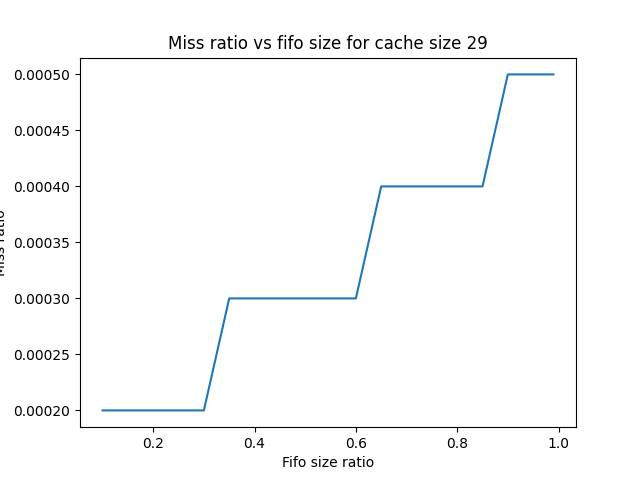 Miss ratio vs fifo size for cache size 29
0.00050
0.00045
0.00040
0.00035
0.00030
0.00025
0.00020
Miss ratio
0.2 0.4 0.6 0.8 1.0
Fifo size ratio